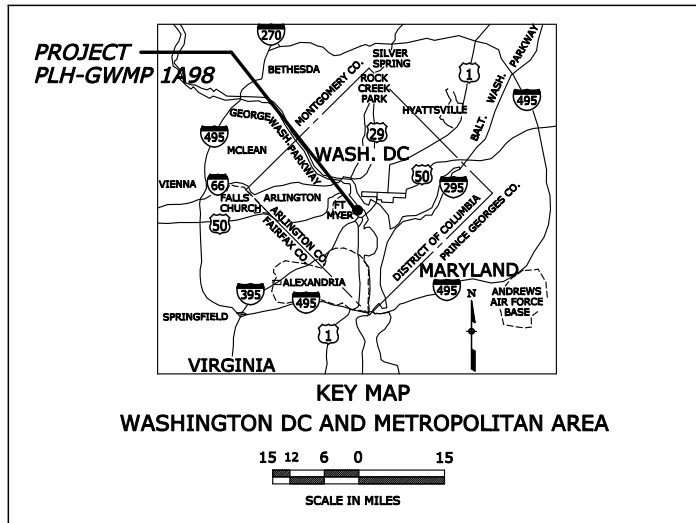 PROJECT
PLH-GWMP 1A98
270
SILVER
SPRING
BETHESDA
MONTGOMERY CO.
ROCK
CREEK
PARK
1
BALT. WASH. PARKWAY
495
HYATTSVILLE
GEORGE WASH. PARKWAY
29
495
MCLEAN
WASH. DC
50
VIENNA
66
295
FALLS
CHURCH
ARLINGTON
FT
MYER
50
ARLINGTON CO.
FAIRFAX CO.
DISTRICT OF COLUMBIA
PRINCE GEORGES CO.
MARYLAND
ALEXANDRIA
395
495
495
N
ANDREWS
AIR FORCE
BASE
SPRINGFIELD
1
VIRGINIA
KEY MAP
WASHINGTON DC AND METROPOLITAN AREA
15 12 6 0 15
SCALE IN MILES